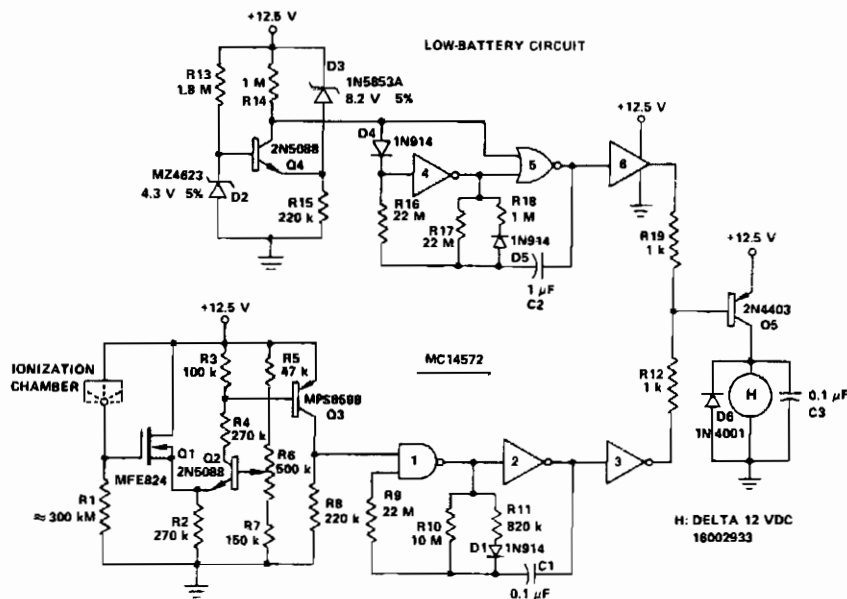 +12.5 V
LOW-BATTERY CIRCUIT
R13
1.8 M
1 M
R14
D3
1N5853A
8.2 V 5%
+12.5 V
D4
1N914
2N5088
Q4
4
5
6
MZ4623
4.3 V 5%
D2
R15
220 k
R16
22 M
R17
22 M
R18
1 M
1N914
D5
R19
1 k
+12.5 V
1 μF
C2
2N4403
Q5
+12.5 V
IONIZATION
CHAMBER
R3
100 k
R5
47 k
MPS8599
Q3
MC14572
R12
1 k
H
D6
1N4001
0.1 μF
C3
R4
270 k
Q1
MFE824
Q2
2N5088
R6
500 k
1
2
3
R1
≈ 300 kM
R2
270 k
R7
150 k
R8
220 k
R9
22 M
R10
10 M
R11
820 k
D1
1N914
C1
0.1 μF
H: DELTA 12 VDC
16002933